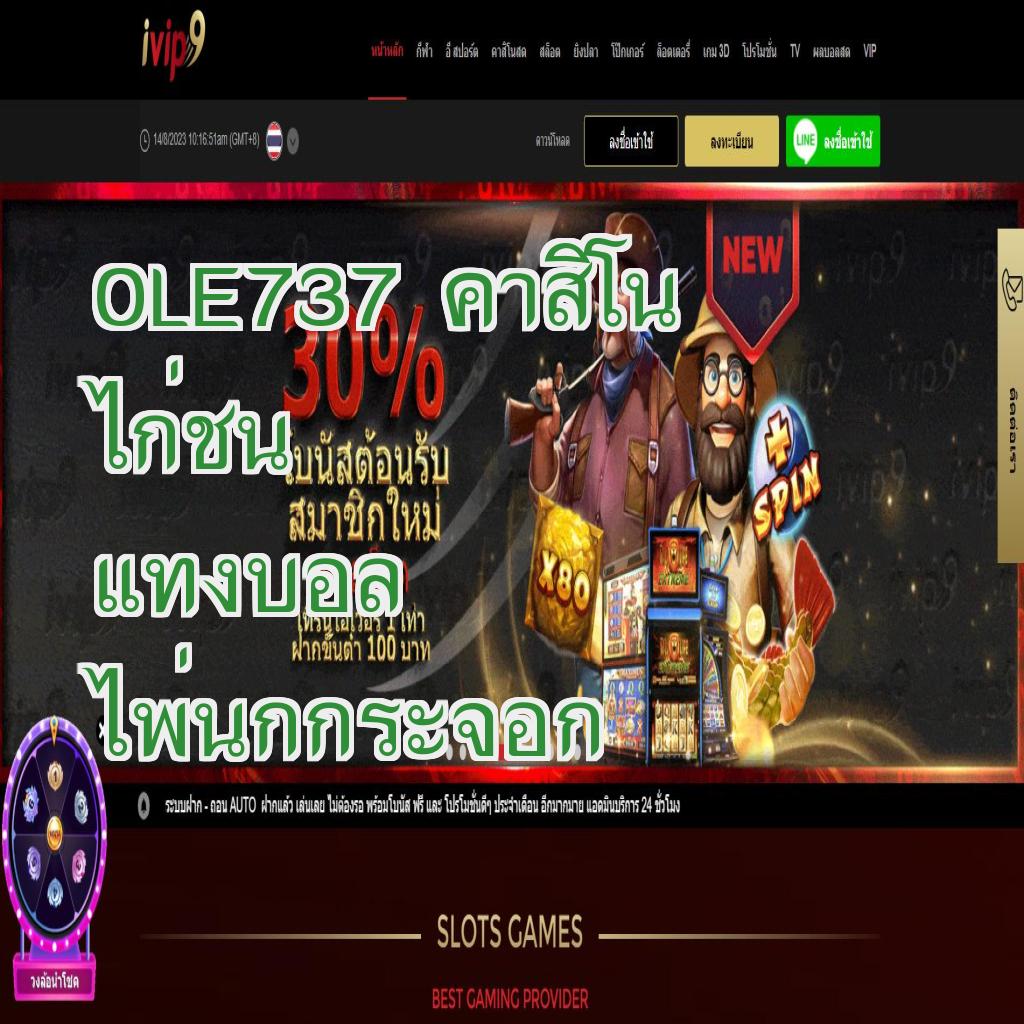 ivip9
หน้าหลัก กีฬา อี สปอร์ต คาสิโนสด สล็อต ยิงปลา โป๊กเกอร์ ล็อตเตอรี่ เกม 3D โปรโมชั่น TV ผลบอลสด VIP
14/8/2023 10:16:51am (GMT+8)
ดาวน์โหลด ลงชื่อเข้าใช้ ลงทะเบียน LINE ลงชื่อเข้าใช้
NEW
OLE737 คาสิโน
30%
ไก่ชน
โบนัสต้อนรับ
สมาชิกใหม่
+
SPIN
X80
EXTREME
แทงบอล
เทิร์นโอเวอร์ 1 เท่า
ฝากขั้นต่ำ 100 บาท
ไพ่นกกระจอก
ติดต่อเรา
ระบบฝาก - ถอน AUTO ฝากแล้ว เล่นเลย ไม่ต้องรอ พร้อมโบนัส ฟรี และ โปรโมชั่นดีๆ ประจำเดือน อีกมากมาย แอดมินบริการ 24 ชั่วโมง
วงล้อนำโชค
SLOTS GAMES
BEST GAMING PROVIDER